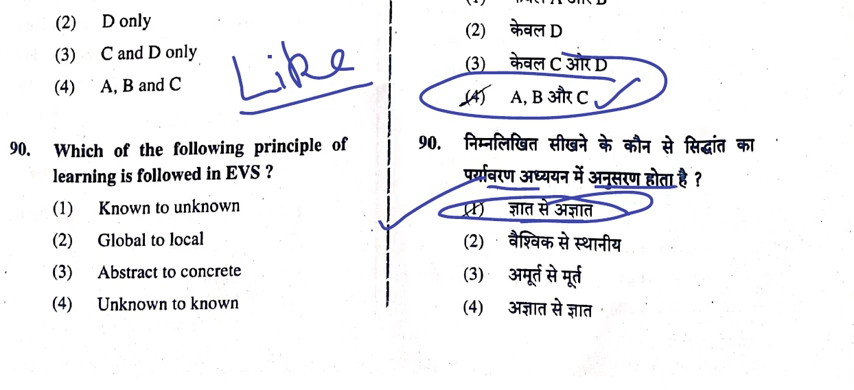 (2) D only
(3) C and D only
(4) A, B and C
Like
90. Which of the following principle of
learning is followed in EVS ?
(1) Known to unknown
(2) Global to local
(3) Abstract to concrete
(4) Unknown to known
(2) केवल D
(3) केवल C और D
(4) A, B और C
90. निम्नलिखित सीखने के कौन से सिद्धांत का
पर्यावरण अध्ययन में अनुसरण होता है ?
(1) ज्ञात से अज्ञात
(2) वैश्विक से स्थानीय
(3) अमूर्त से मूर्त
(4) अज्ञात से ज्ञात